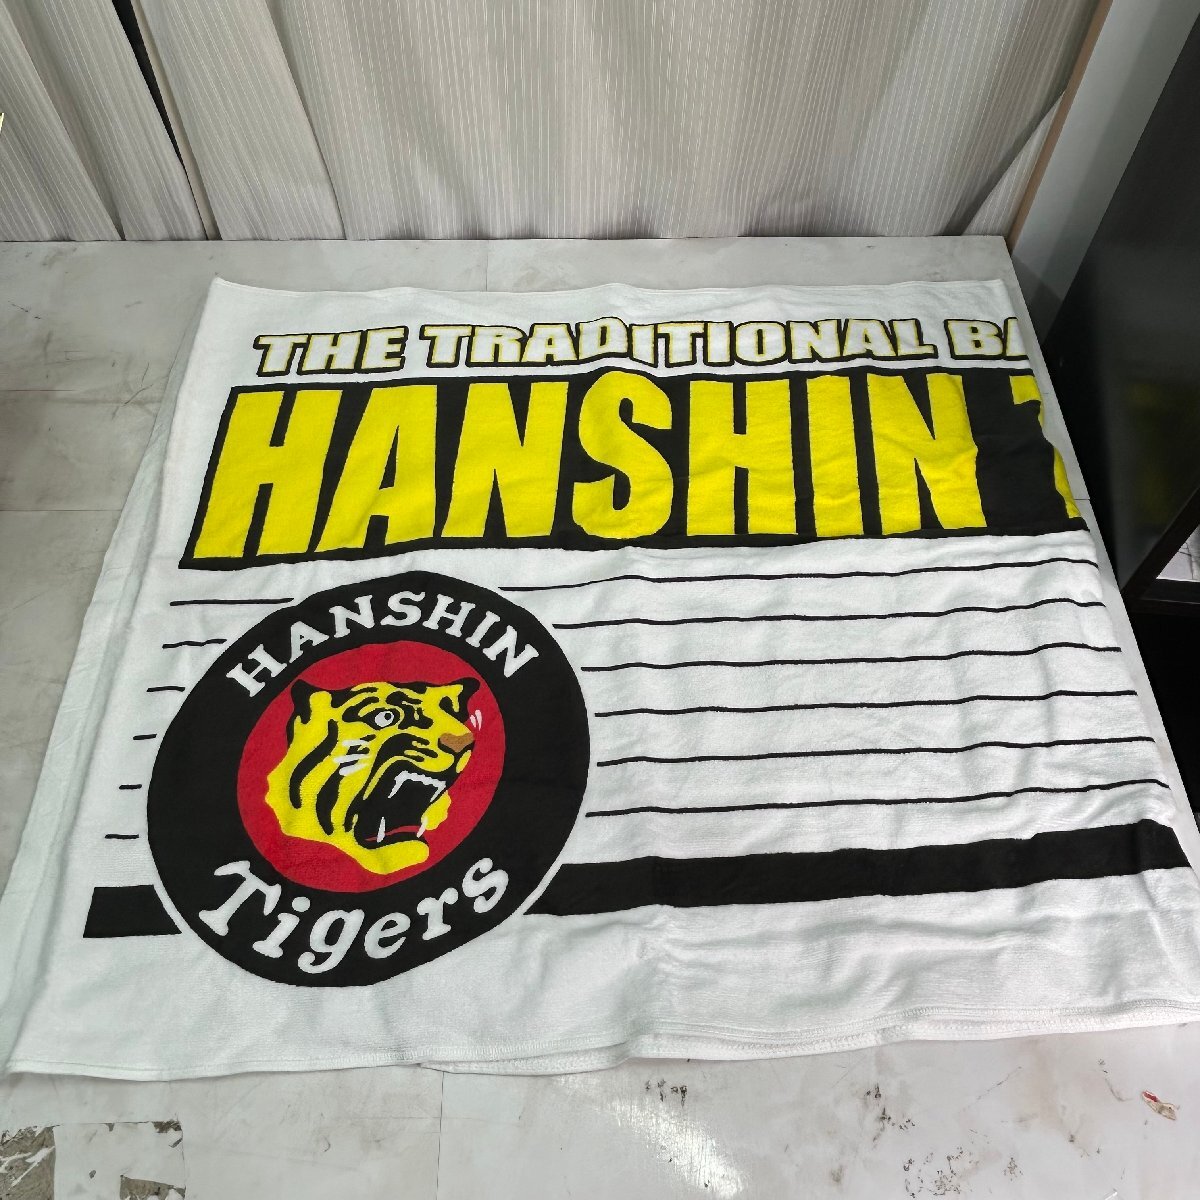 THE TRADITIONAL BA
HANSHIN T
HANSHIN
Tigers